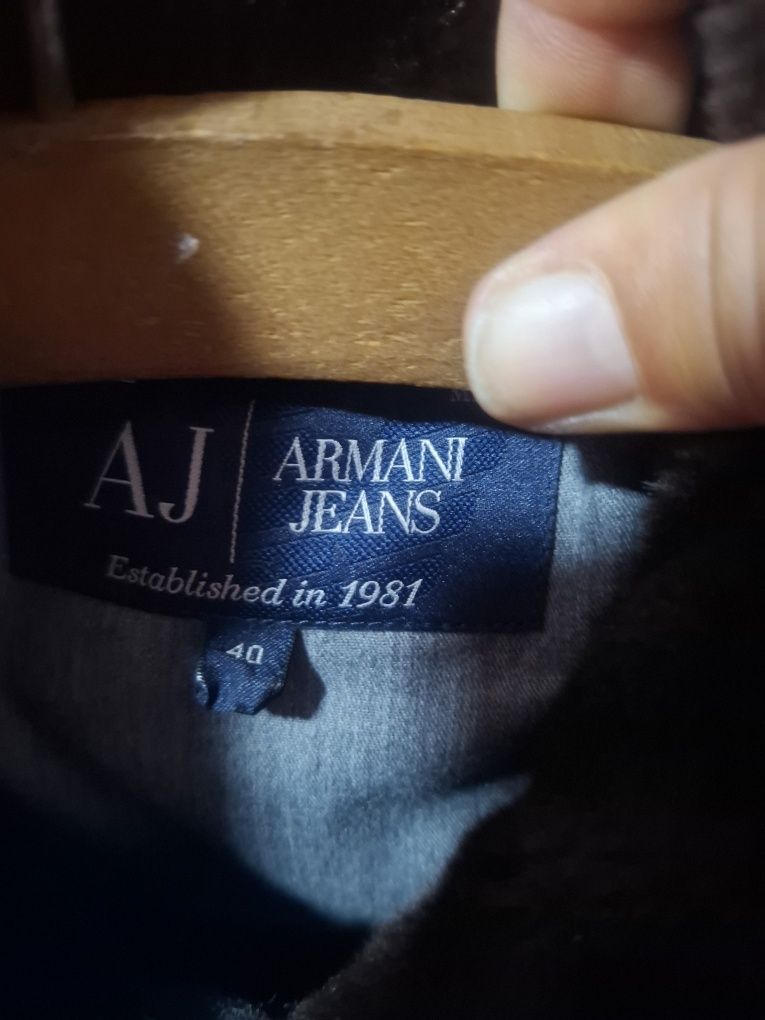 AJ
ARMANI
JEANS
Established in 1981
40